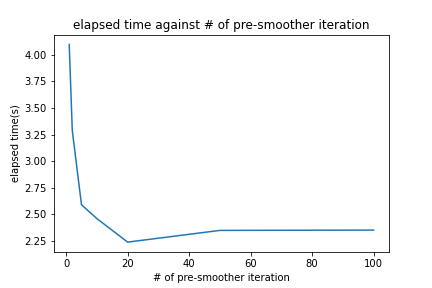 elapsed time against # of pre-smoother iteration
4.00
3.75
3.50
3.25
3.00
2.75
2.50
2.25
elapsed time(s)
0 20 40 60 80 100
# of pre-smoother iteration